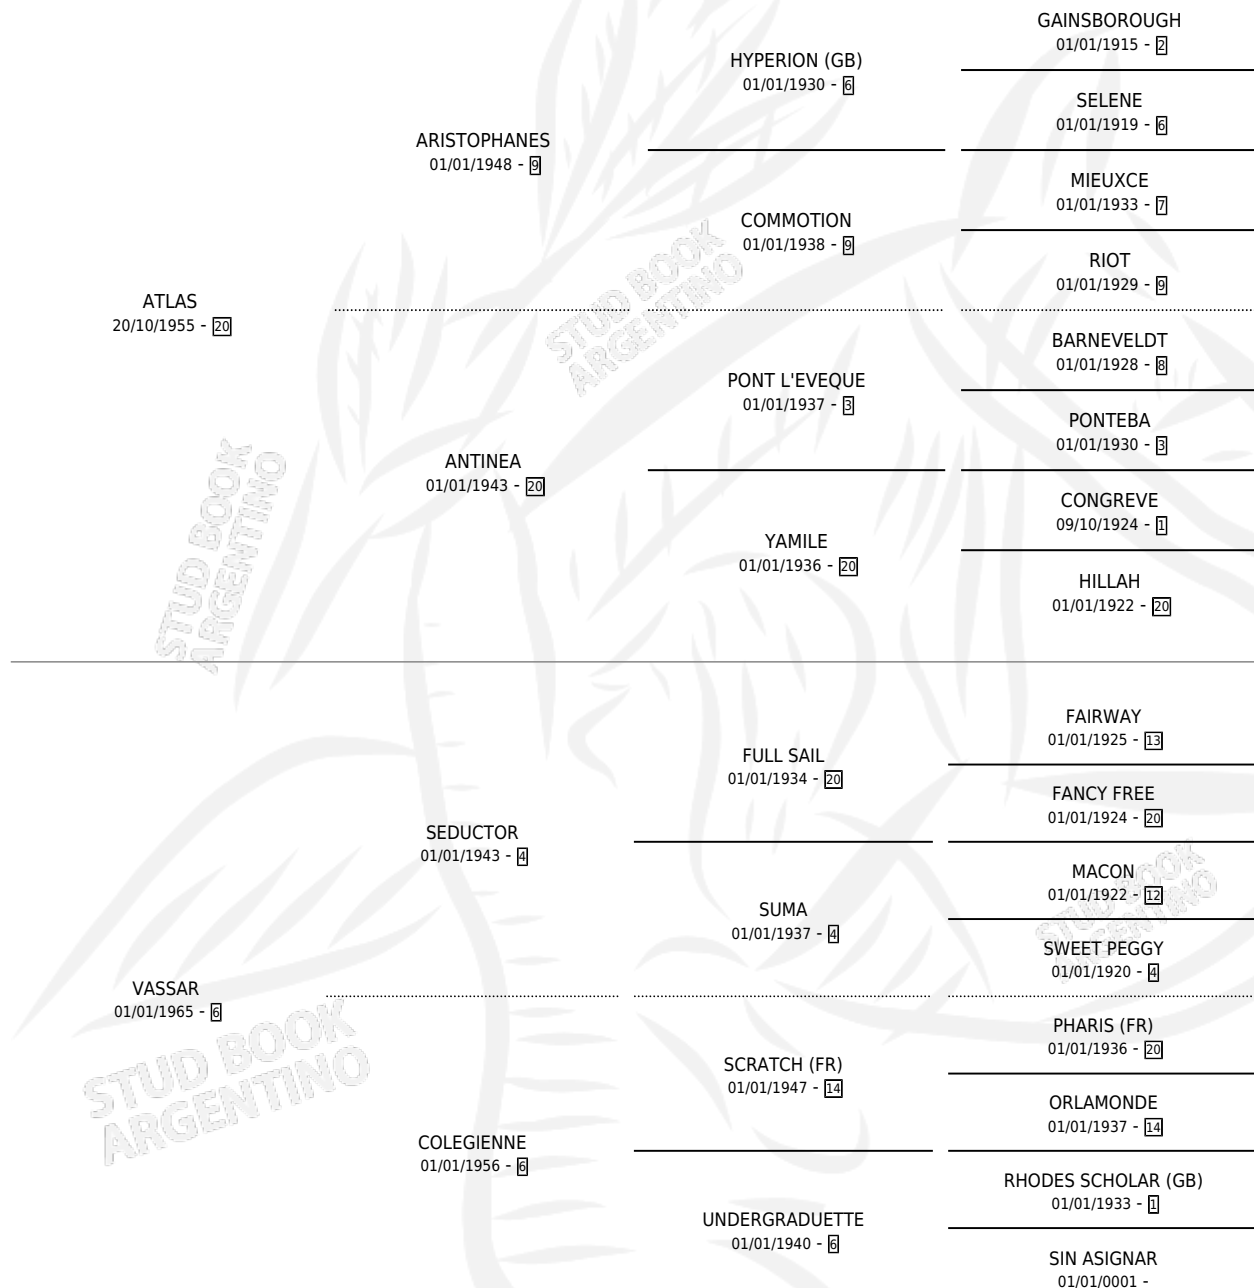 GAINSBOROUGH
01/01/1915 - 2
HYPERION (GB)
01/01/1930 - 6
SELENE
01/01/1919 - 6
ARISTOPHANES
01/01/1948 - 9
MIEUXCE
01/01/1933 - 7
COMMOTION
01/01/1938 - 9
RIOT
01/01/1929 - 9
ATLAS
20/10/1955 - 20
BARNEVELDT
01/01/1928 - 8
PONT L'EVEQUE
01/01/1937 - 3
PONTEBA
01/01/1930 - 3
ANTINEA
01/01/1943 - 20
CONGREVE
09/10/1924 - 1
YAMILE
01/01/1936 - 20
HILLAH
01/01/1922 - 20
FAIRWAY
01/01/1925 - 13
FULL SAIL
01/01/1934 - 20
FANCY FREE
01/01/1924 - 20
SEDUCTOR
01/01/1943 - 4
MACON
01/01/1922 - 12
SUMA
01/01/1937 - 4
SWEET PEGGY
01/01/1920 - 4
VASSAR
01/01/1965 - 6
PHARIS (FR)
01/01/1936 - 20
SCRATCH (FR)
01/01/1947 - 14
ORLAMONDE
01/01/1937 - 14
COLEGIENNE
01/01/1956 - 6
RHODES SCHOLAR (GB)
01/01/1933 - 1
UNDERGRADUETTE
01/01/1940 - 6
SIN ASIGNAR
01/01/0001 -
STUD BOOK
ARGENTINO
STUD BOOK
ARGENTINO
STUD BOOK
ARGENTINO
STUD BOOK
ARGENTINO